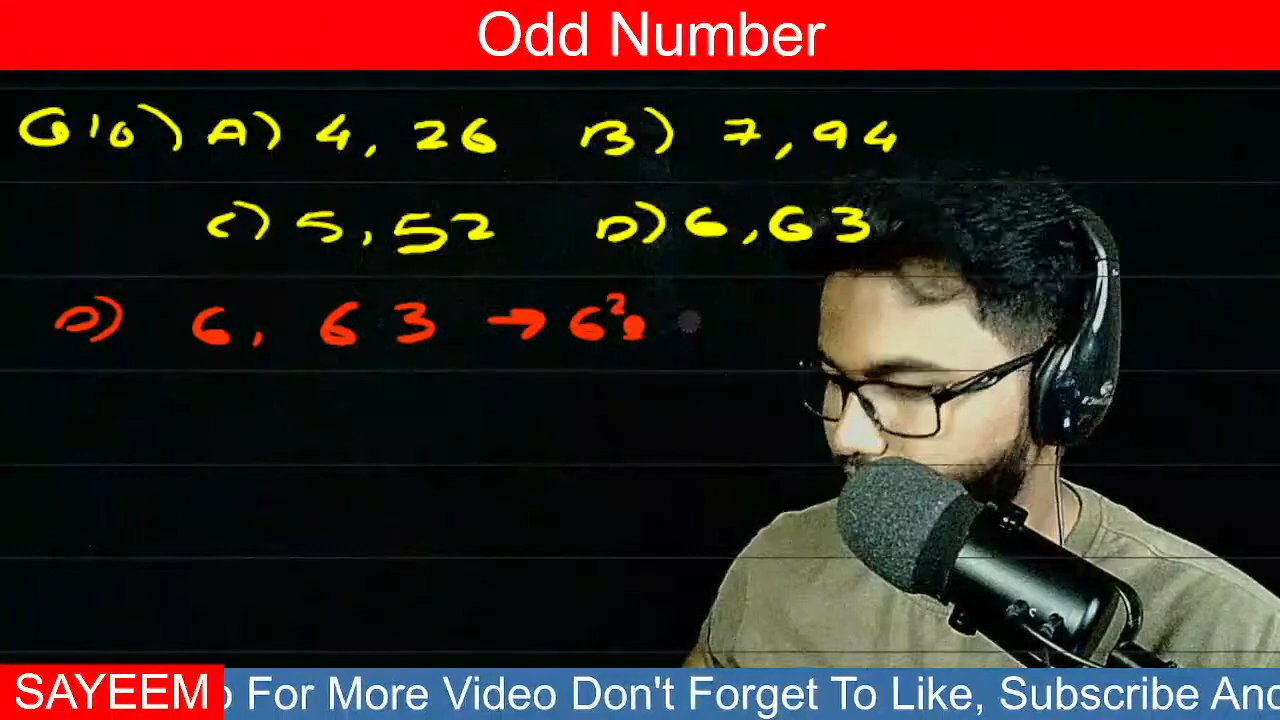 Odd Number
Q10) A) 4, 26 B) 7, 94
C) 5, 52 D) 6, 63
D) 6, 63 → 6²
SAYEEM For More Video Don't Forget To Like, Subscribe And